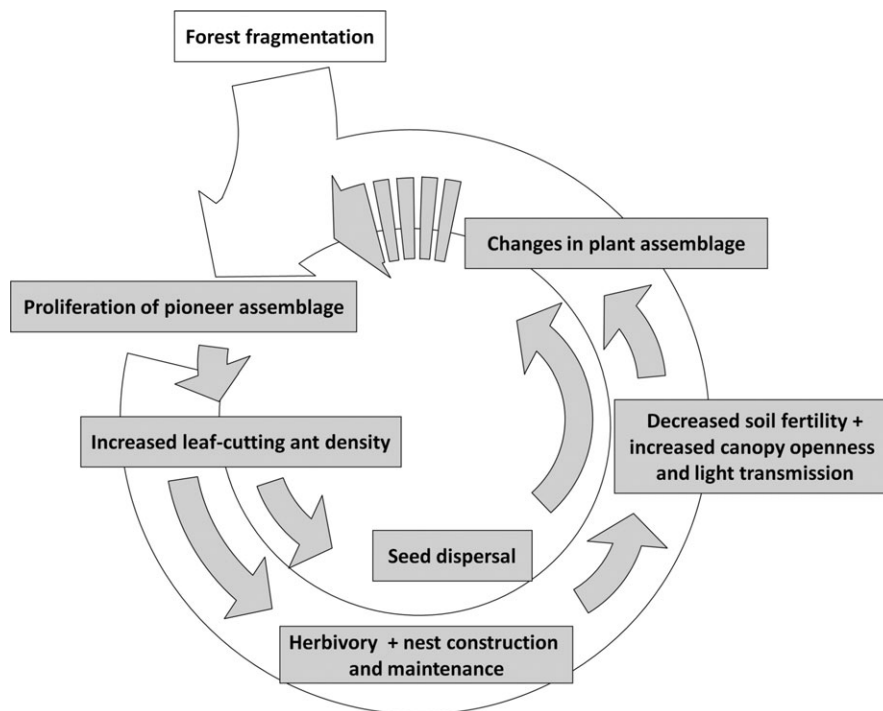 Forest fragmentation
Changes in plant assemblage
Proliferation of pioneer assemblage
Increased leaf-cutting ant density
Decreased soil fertility +
increased canopy openness
and light transmission
Seed dispersal
Herbivory + nest construction
and maintenance